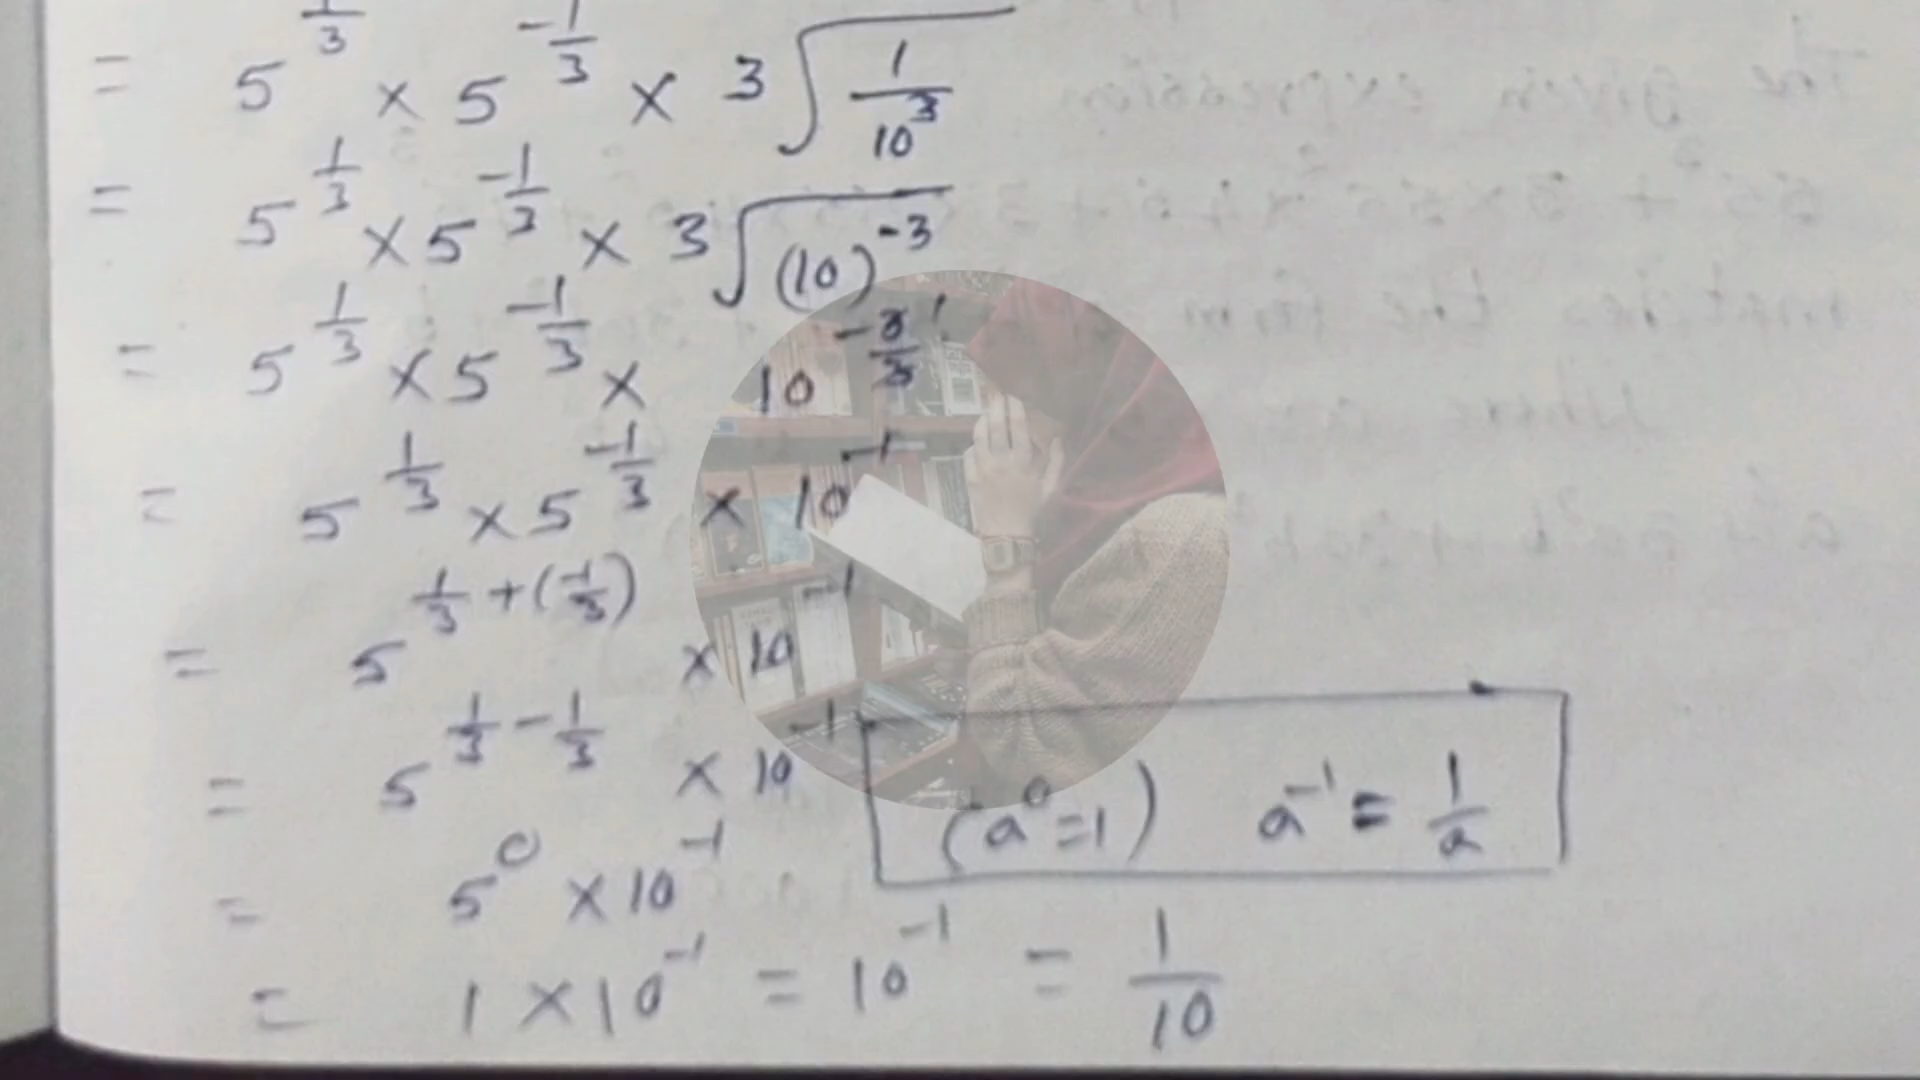 = 5^{1/3} × 5^{-1/3} × 3√(1/10^3)
= 5^{1/3} × 5^{-1/3} × 3√((10)^{-3})
= 5^{1/3} × 5^{-1/3} × 10^{-3/3}
= 5^{1/3} × 5^{-1/3} × 10^{-1}
= 5^{1/3 + (-1/3)} × 10^{-1}
= 5^{1/3 - 1/3} × 10^{-1}
(a^0 = 1) a^{-1} = 1/a
= 5^0 × 10^{-1}
= 1 × 10^{-1} = 10^{-1} = 1/10